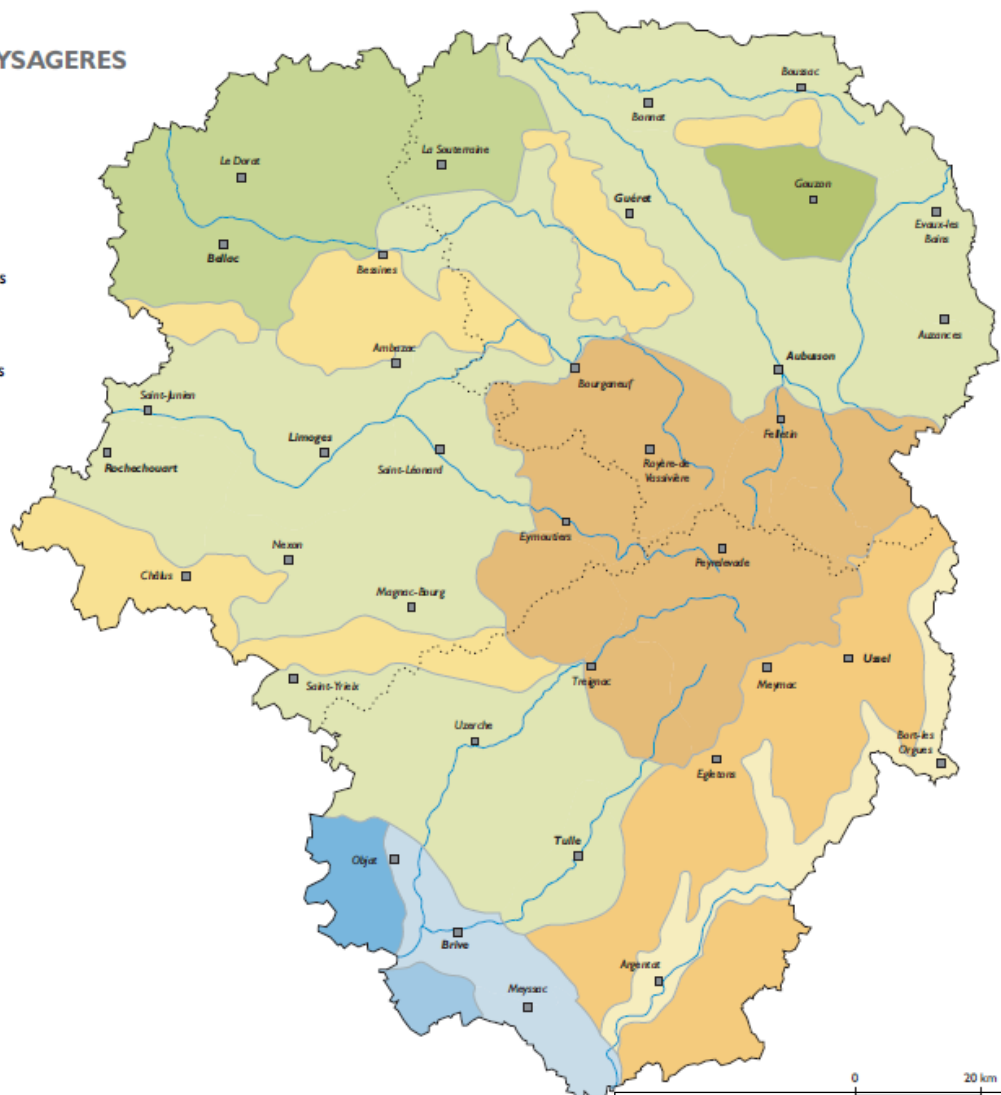 YSAGERES
Boussac
Bonnat
La Souterraine
Le Dorat
Gouzon
Guéret
Evaux-les
Bains
Bellac
Bessines
s
Auzances
Ambazac
Aubusson
s
Bourganeuf
Saint-Junien
Felletin
Limoges
Rochechouart
Saint-Léonard
Royère-de
Vassivière
Eymoutiers
Nexon
Peyrelevade
Châlus
Magnac-Bourg
Ussel
Treignac
Meymac
Saint-Yrieix
Uzerche
Bort-les
Orgues
Egletons
Tulle
Objat
Brive
Argentat
Meyssac
0 20 km